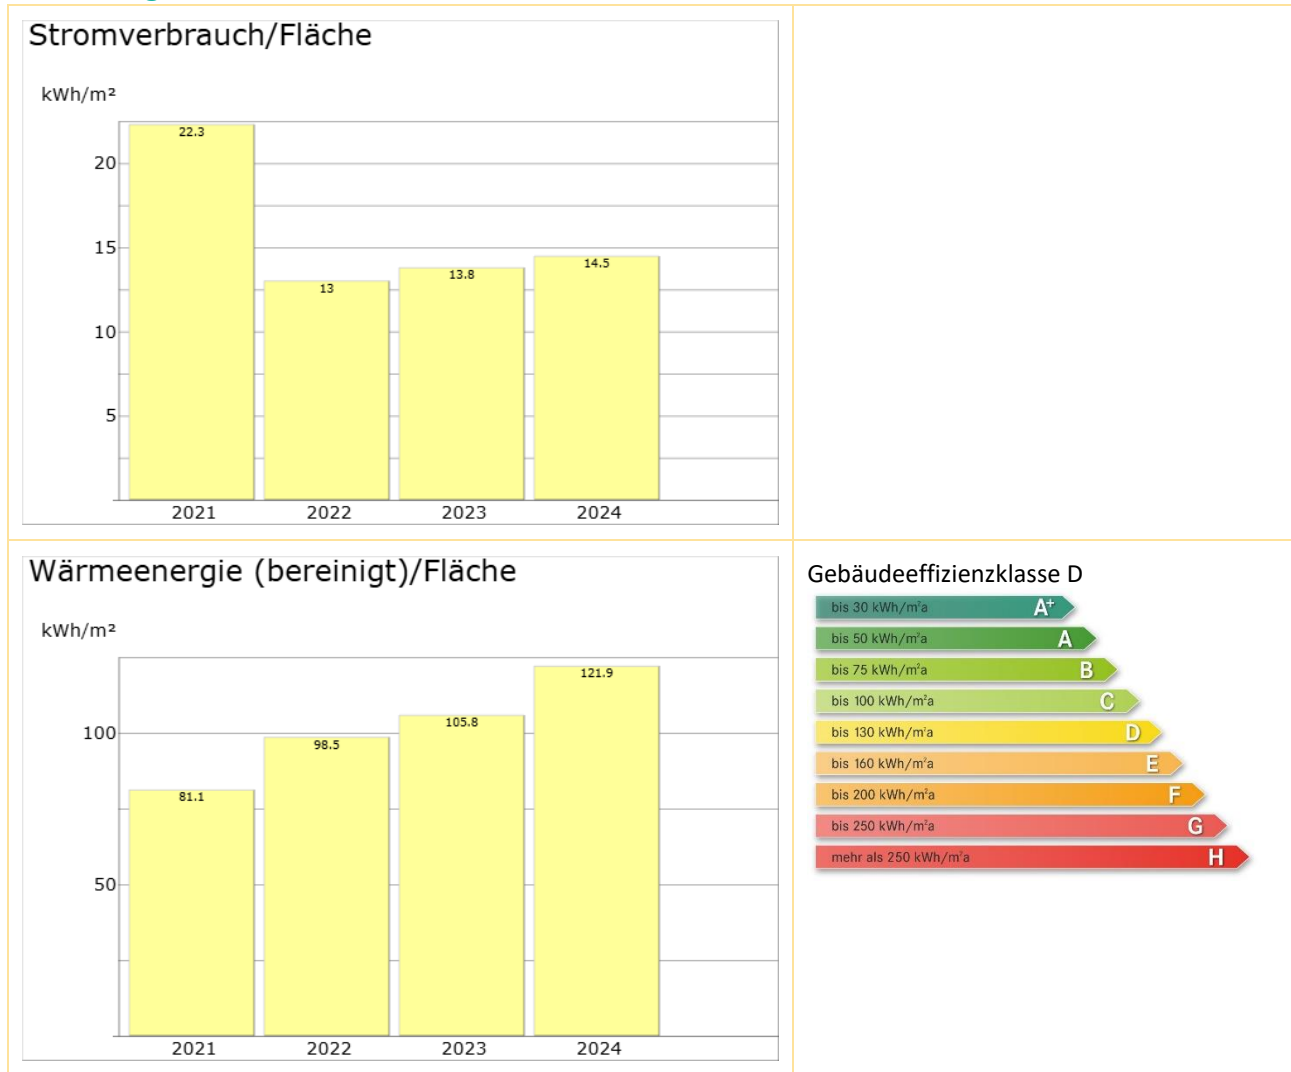 Stromverbrauch/Fläche
kWh/m²
22.3
20
15
14.5
13.8
13
10
5
2021 2022 2023 2024
Wärmeenergie (bereinigt)/Fläche
kWh/m²
121.9
105.8
100
98.5
81.1
50
2021 2022 2023 2024
Gebäudeeffizienzklasse D
bis 30 kWh/m²a A+
bis 50 kWh/m²a A
bis 75 kWh/m²a B
bis 100 kWh/m²a C
bis 130 kWh/m²a D
bis 160 kWh/m²a E
bis 200 kWh/m²a F
bis 250 kWh/m²a G
mehr als 250 kWh/m²a H